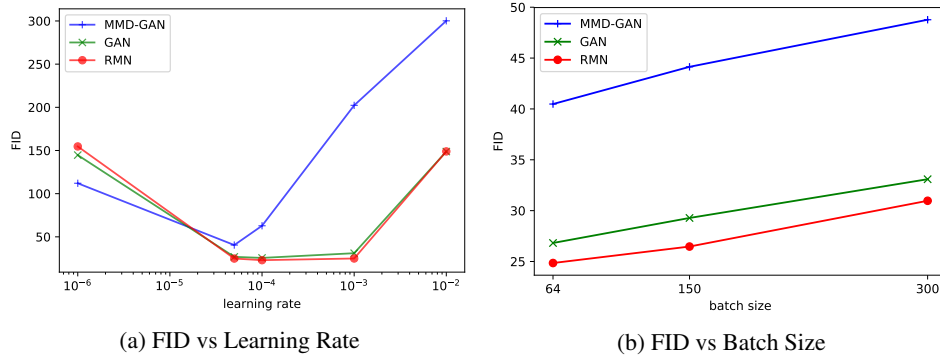 300
250
200
150
100
50
FID
MMD-GAN
GAN
RMN
10⁻⁶
10⁻⁵
10⁻⁴
10⁻³
10⁻²
learning rate
(a) FID vs Learning Rate
50
45
40
35
30
25
FID
MMD-GAN
GAN
RMN
64
150
300
batch size
(b) FID vs Batch Size